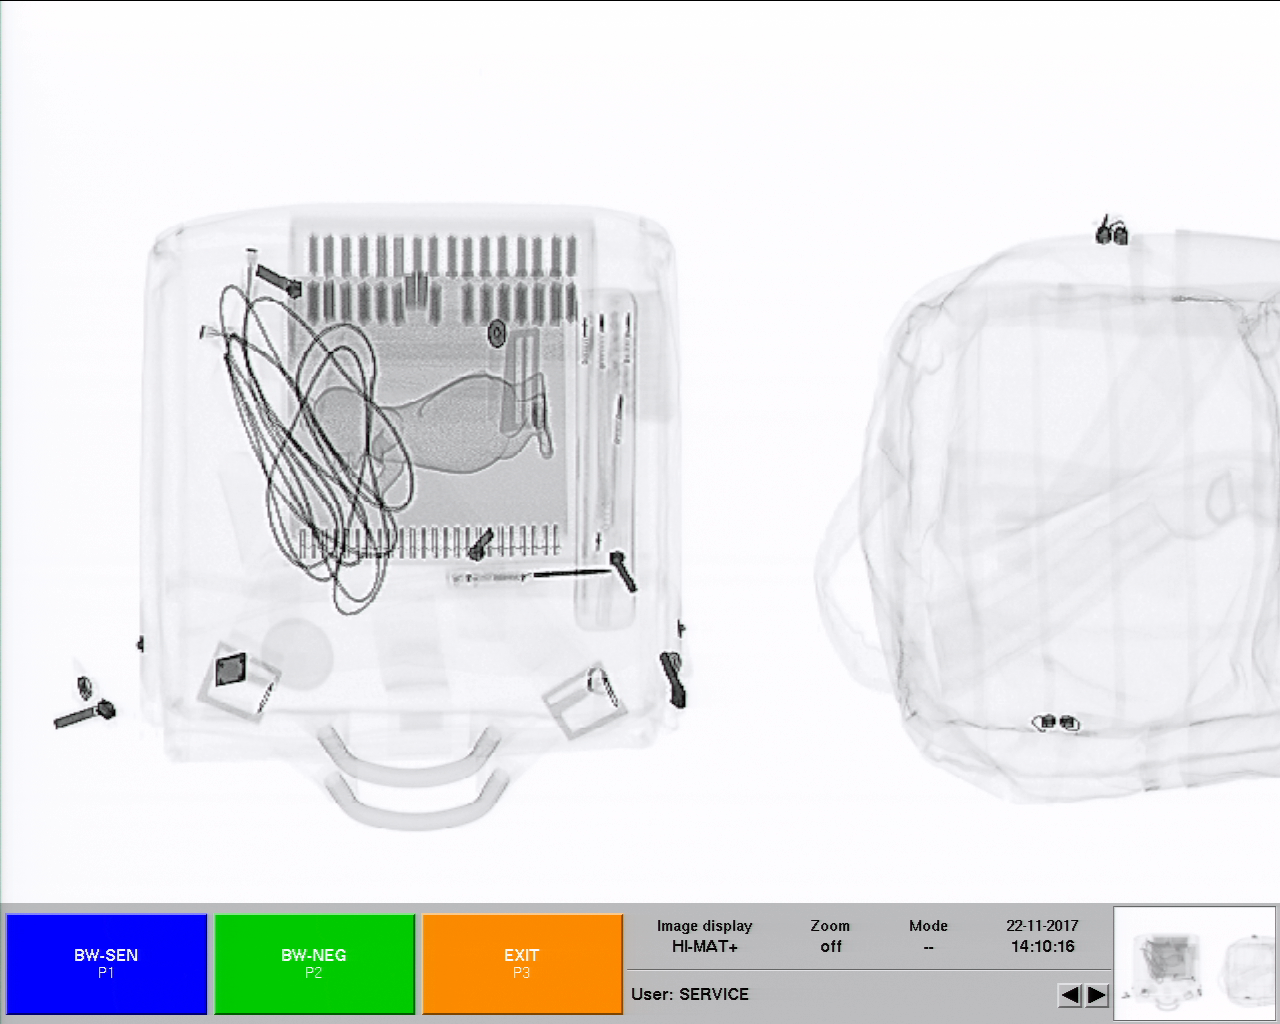 BW-SEN
P1
BW-NEG
P2
EXIT
P3
Image display
HI-MAT+
Zoom
off
Mode
--
22-11-2017
14:10:16
User: SERVICE